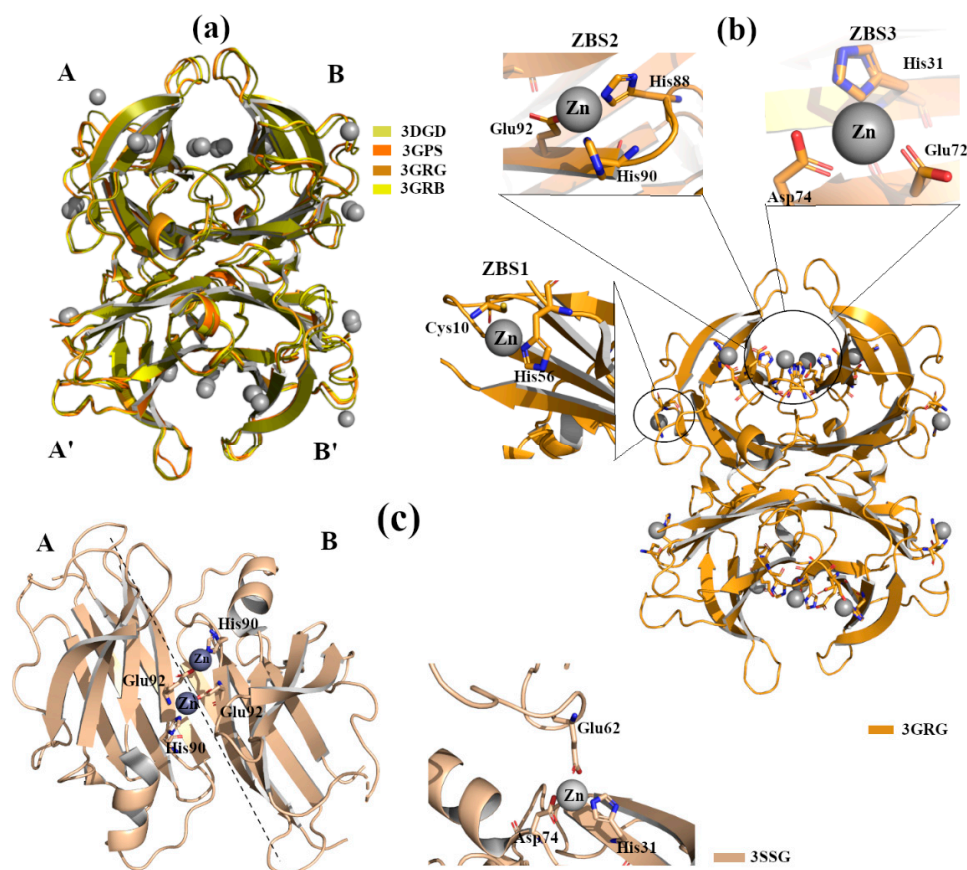 (a)
A
B
3DGD
3GPS
3GRG
3GRB
A'
B'
(b)
ZBS2
His88
Zn
Glu92
His90
ZBS3
His31
Zn
Glu72
Asp74
ZBS1
Cys10
Zn
His56
3GRG
(c)
A
B
His90
Zn
Glu92
Zn
Glu92
His90
Glu62
Zn
Asp74
His31
3SSG